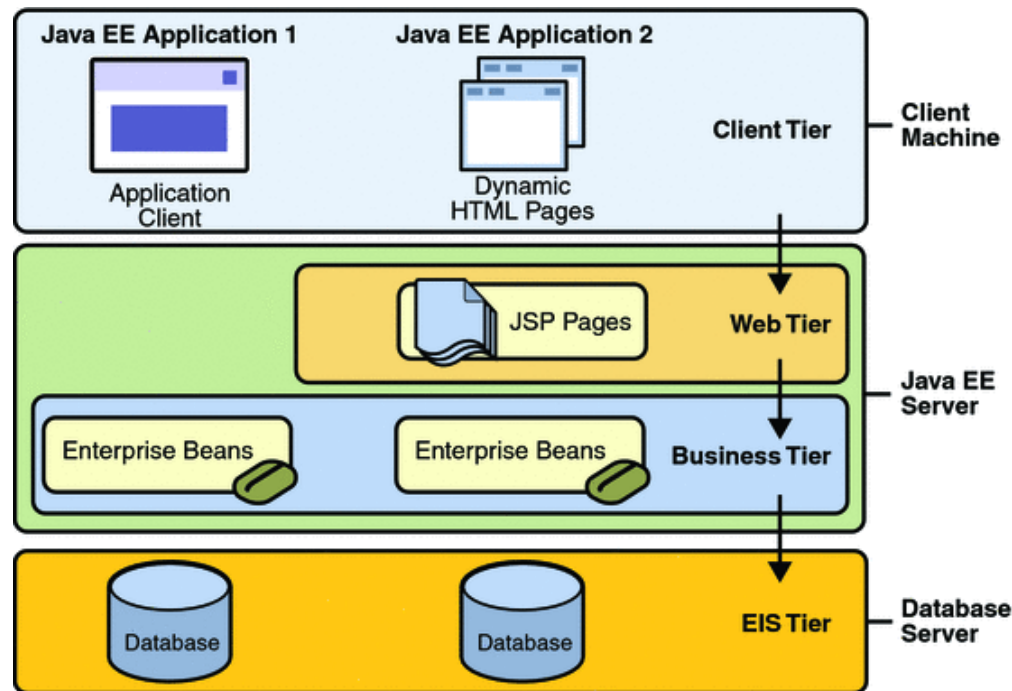 Java EE Application 1
Java EE Application 2
Application
Client
Dynamic
HTML Pages
Client Tier
Client
Machine
JSP Pages
Web Tier
Java EE
Server
Enterprise Beans
Enterprise Beans
Business Tier
Database
Database
EIS Tier
Database
Server